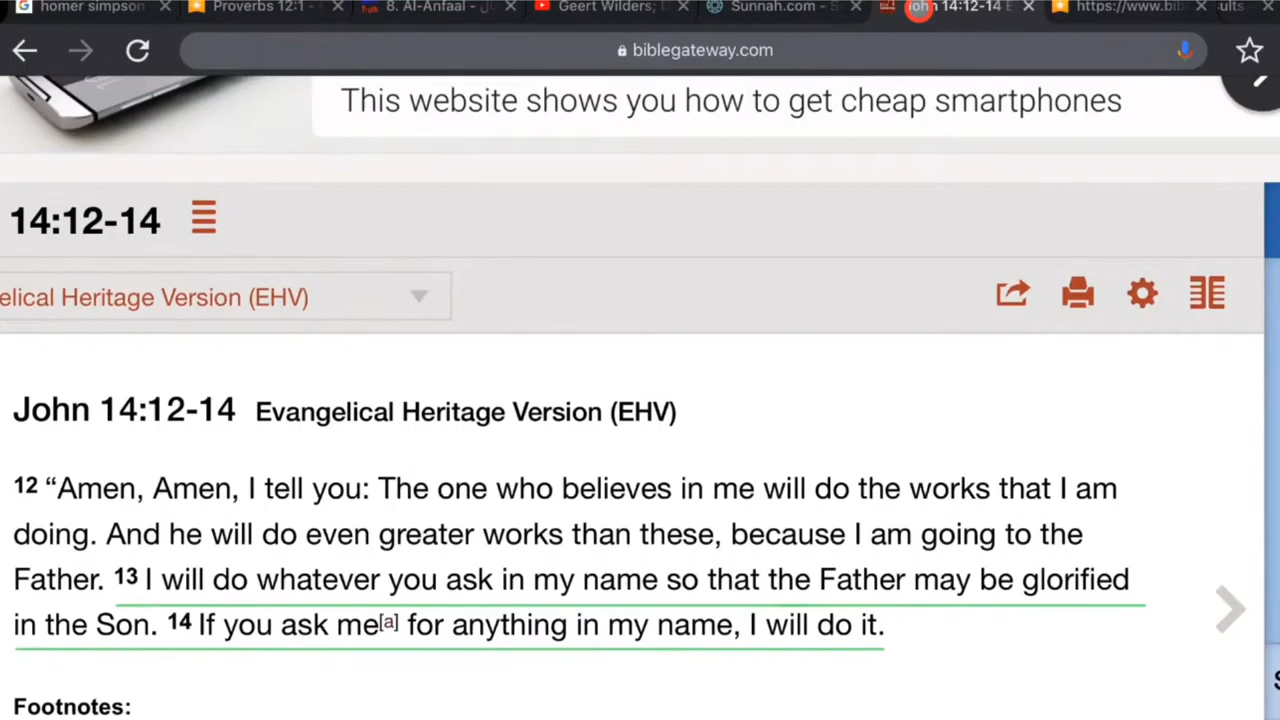 homer simpson
Proverbs 12:1 -
8. Al-Anfaal -
Geert Wilders;
Sunnah.com - S
john 14:12-14 E
https://www.bib
ults -
biblegateway.com
This website shows you how to get cheap smartphones
14:12-14
elical Heritage Version (EHV)
John 14:12-14 Evangelical Heritage Version (EHV)
12 “Amen, Amen, I tell you: The one who believes in me will do the works that I am
doing. And he will do even greater works than these, because I am going to the
Father. 13 I will do whatever you ask in my name so that the Father may be glorified
in the Son. 14 If you ask me[a] for anything in my name, I will do it.
Footnotes: